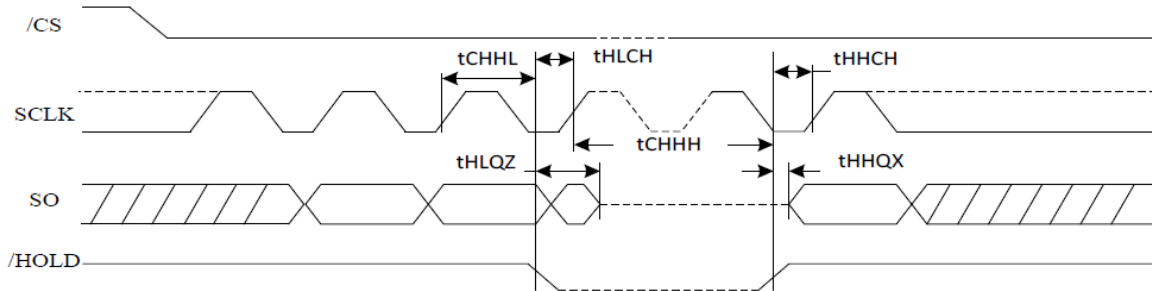 /CS
tCHHL
tHLCH
tHHCH
SCLK
tCHHH
tHLQZ
tHHQX
SO
/HOLD